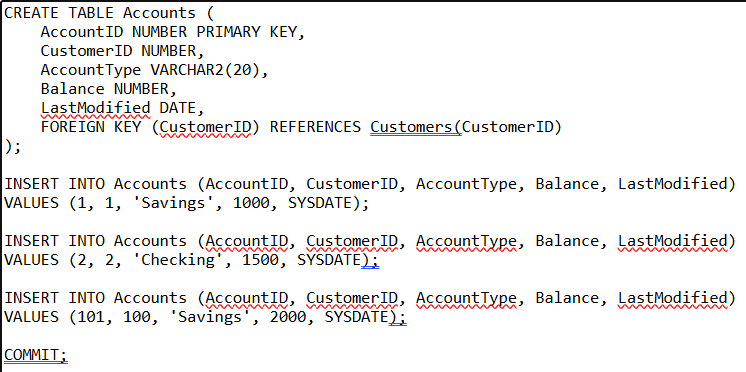 CREATE TABLE Accounts (
    AccountID NUMBER PRIMARY KEY,
    CustomerID NUMBER,
    AccountType VARCHAR2(20),
    Balance NUMBER,
    LastModified DATE,
    FOREIGN KEY (CustomerID) REFERENCES Customers(CustomerID)
);

INSERT INTO Accounts (AccountID, CustomerID, AccountType, Balance, LastModified)
VALUES (1, 1, 'Savings', 1000, SYSDATE);

INSERT INTO Accounts (AccountID, CustomerID, AccountType, Balance, LastModified)
VALUES (2, 2, 'Checking', 1500, SYSDATE);

INSERT INTO Accounts (AccountID, CustomerID, AccountType, Balance, LastModified)
VALUES (101, 100, 'Savings', 2000, SYSDATE);

COMMIT;